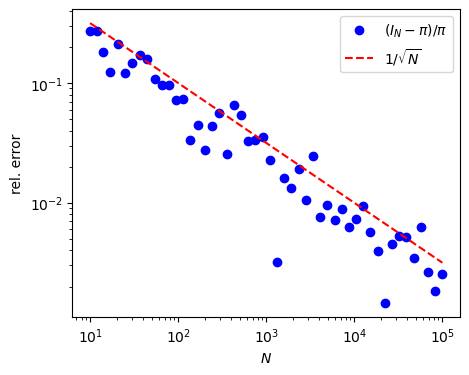 (I_N − π)/π
1/√N
rel. error
10⁻¹
10⁻²
10¹ 10² 10³ 10⁴ 10⁵
N